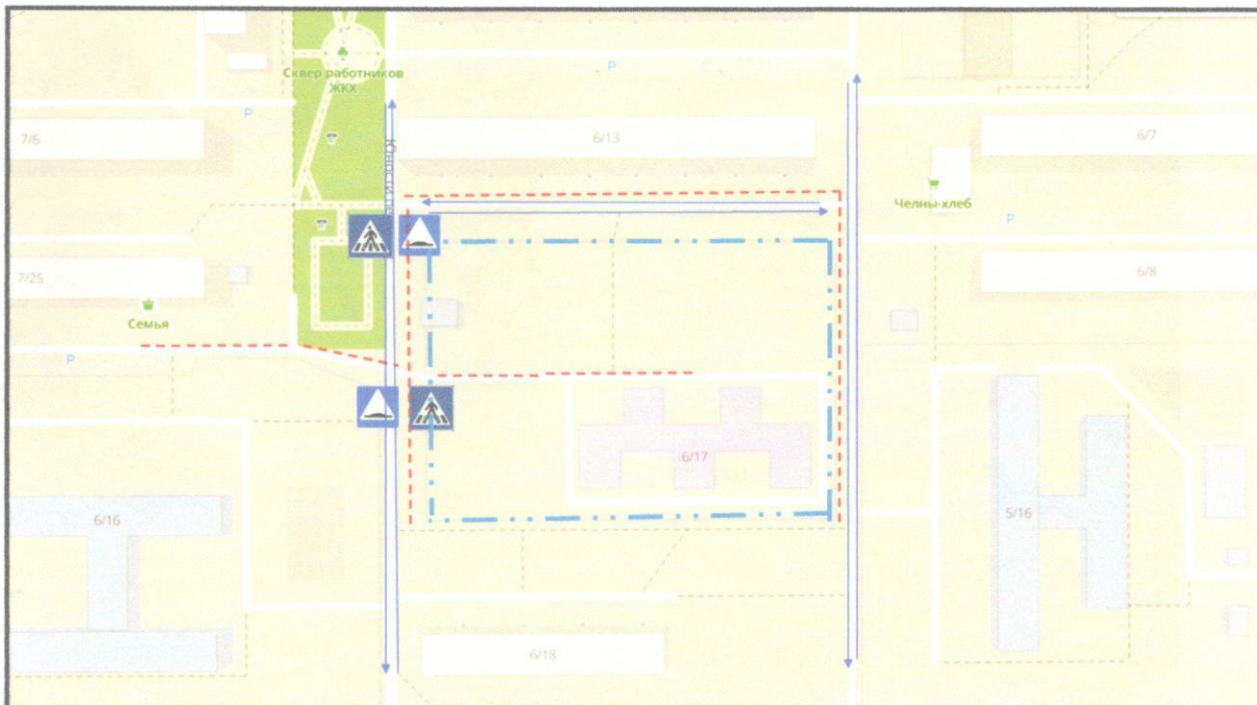 Сквер работников
ЖКХ
P
P
7/6
6/13
6/7
Челны-хлеб
P
7/25
6/8
Семья
P
6/17
6/16
5/16
6/18